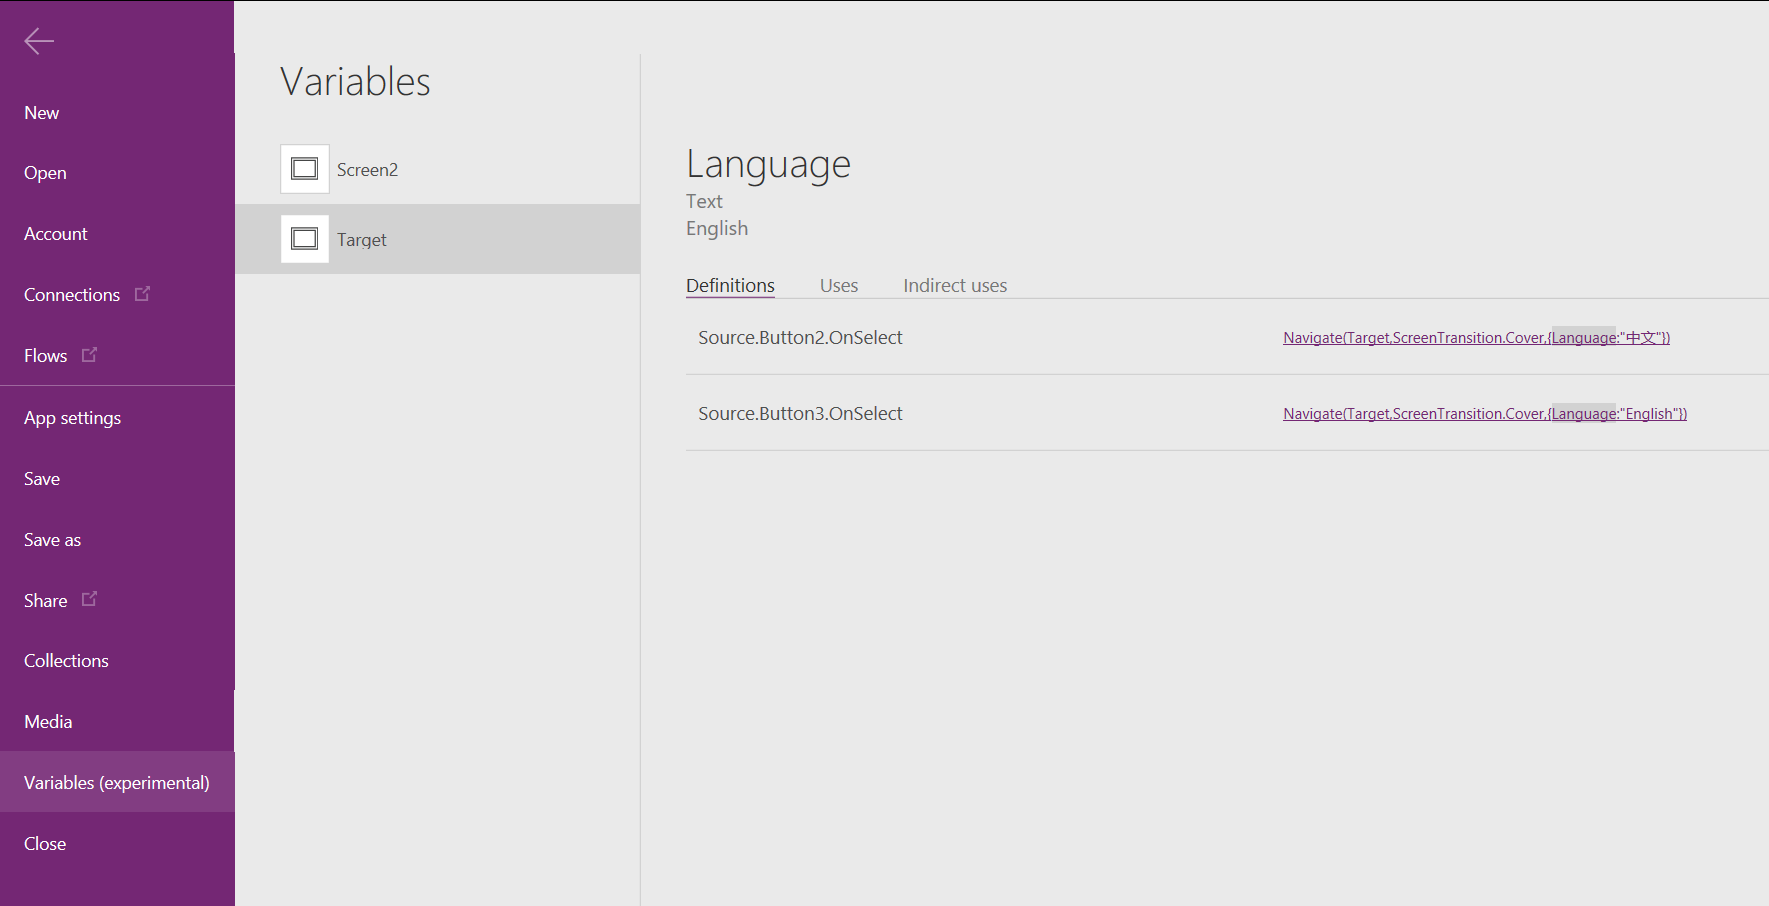 New
Open
Account
Connections
Flows
App settings
Save
Save as
Share
Collections
Media
Variables (experimental)
Close
Variables
Screen2
Target
Language
Text
English
Definitions Uses Indirect uses
Source.Button2.OnSelect Navigate(Target,ScreenTransition.Cover,{Language:"中文"})
Source.Button3.OnSelect Navigate(Target,ScreenTransition.Cover,{Language:"English"})